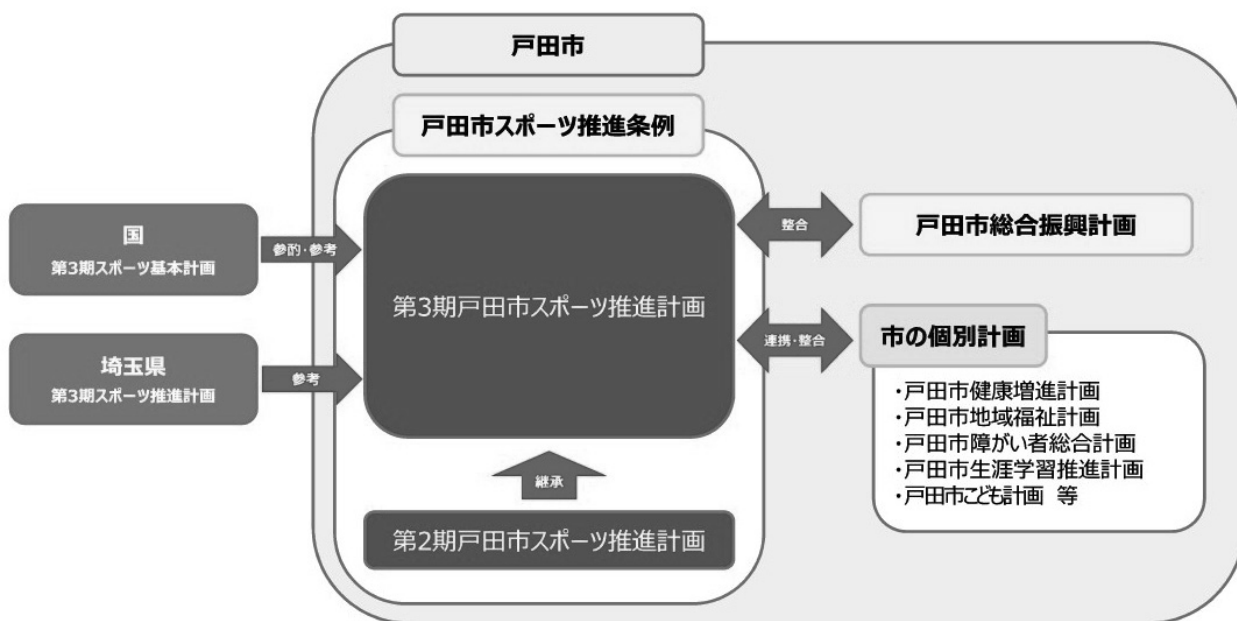 戸田市
戸田市スポーツ推進条例
国
第3期スポーツ基本計画
参酌・参考
埼玉県
第3期スポーツ推進計画
参考
第3期戸田市スポーツ推進計画
継承
第2期戸田市スポーツ推進計画
整合
戸田市総合振興計画
連携・整合
市の個別計画
・戸田市健康増進計画
・戸田市地域福祉計画
・戸田市障がい者総合計画
・戸田市生涯学習推進計画
・戸田市こども計画 等